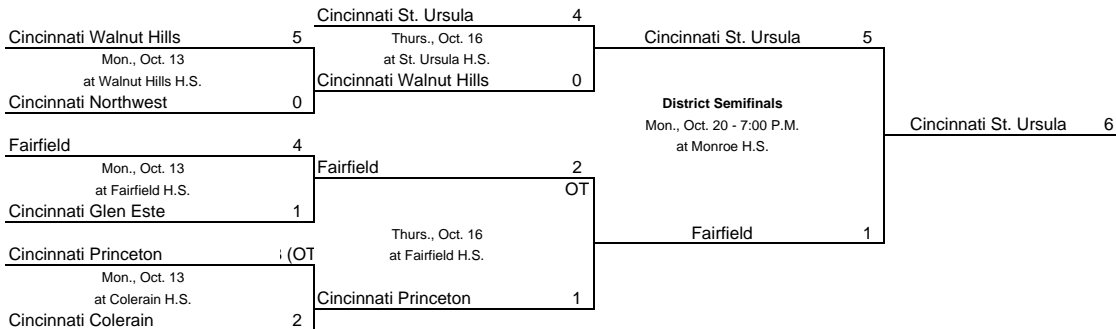 Cincinnati St. Ursula 4
Cincinnati Walnut Hills 5
Thurs., Oct. 16
Cincinnati St. Ursula 5
Mon., Oct. 13
at St. Ursula H.S.
at Walnut Hills H.S.
Cincinnati Walnut Hills 0
Cincinnati Northwest 0
District Semifinals
Mon., Oct. 20 - 7:00 P.M.
Cincinnati St. Ursula 6
at Monroe H.S.
Fairfield 4
Mon., Oct. 13
Fairfield 2
at Fairfield H.S.
OT
Cincinnati Glen Este 1
Thurs., Oct. 16
Fairfield 1
Cincinnati Princeton (OT
at Fairfield H.S.
Mon., Oct. 13
at Colerain H.S.
Cincinnati Princeton 1
Cincinnati Colerain 2